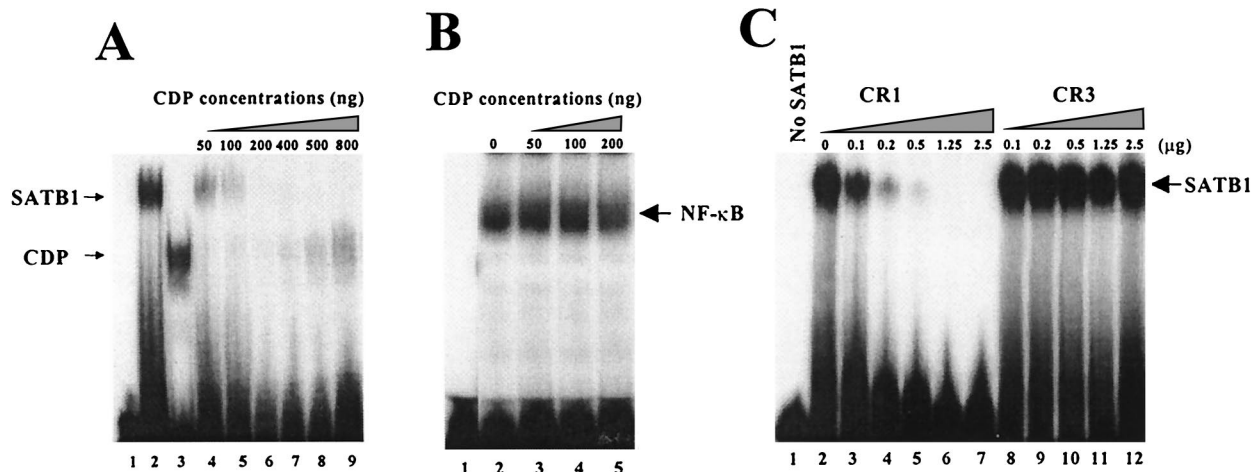 A
CDP concentrations (ng)
50 100 200 400 500 800
SATB1
CDP
1 2 3 4 5 6 7 8 9
B
CDP concentrations (ng)
0 50 100 200
NF-κB
1 2 3 4 5
C
No SATB1
CR1 CR3
0 0.1 0.2 0.5 1.25 2.5 0.1 0.2 0.5 1.25 2.5 (μg)
SATB1
1 2 3 4 5 6 7 8 9 10 11 12